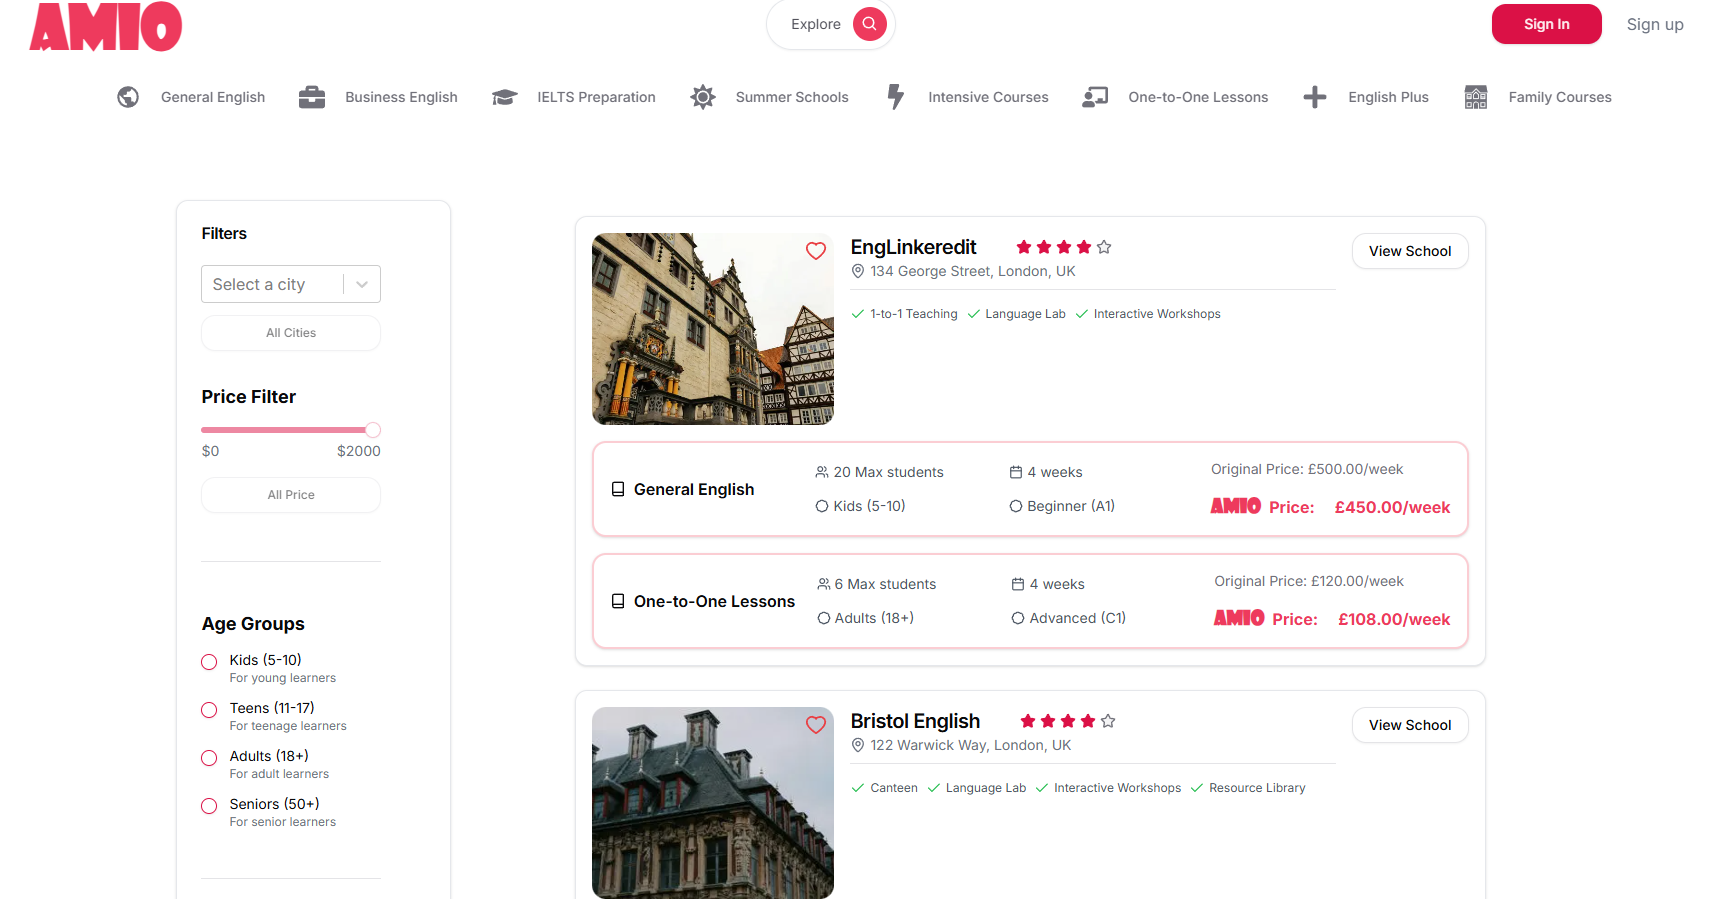 AMIO
Explore
Sign In
Sign up
General English
Business English
IELTS Preparation
Summer Schools
Intensive Courses
One-to-One Lessons
English Plus
Family Courses
Filters
Select a city
All Cities
Price Filter
$0
$2000
All Price
Age Groups
Kids (5-10)
For young learners
Teens (11-17)
For teenage learners
Adults (18+)
For adult learners
Seniors (50+)
For senior learners
EngLinkeredit
View School
134 George Street, London, UK
1-to-1 Teaching
Language Lab
Interactive Workshops
General English
20 Max students
4 weeks
Original Price: £500.00/week
Kids (5-10)
Beginner (A1)
AMIO Price: £450.00/week
One-to-One Lessons
6 Max students
4 weeks
Original Price: £120.00/week
Adults (18+)
Advanced (C1)
AMIO Price: £108.00/week
Bristol English
View School
122 Warwick Way, London, UK
Canteen
Language Lab
Interactive Workshops
Resource Library